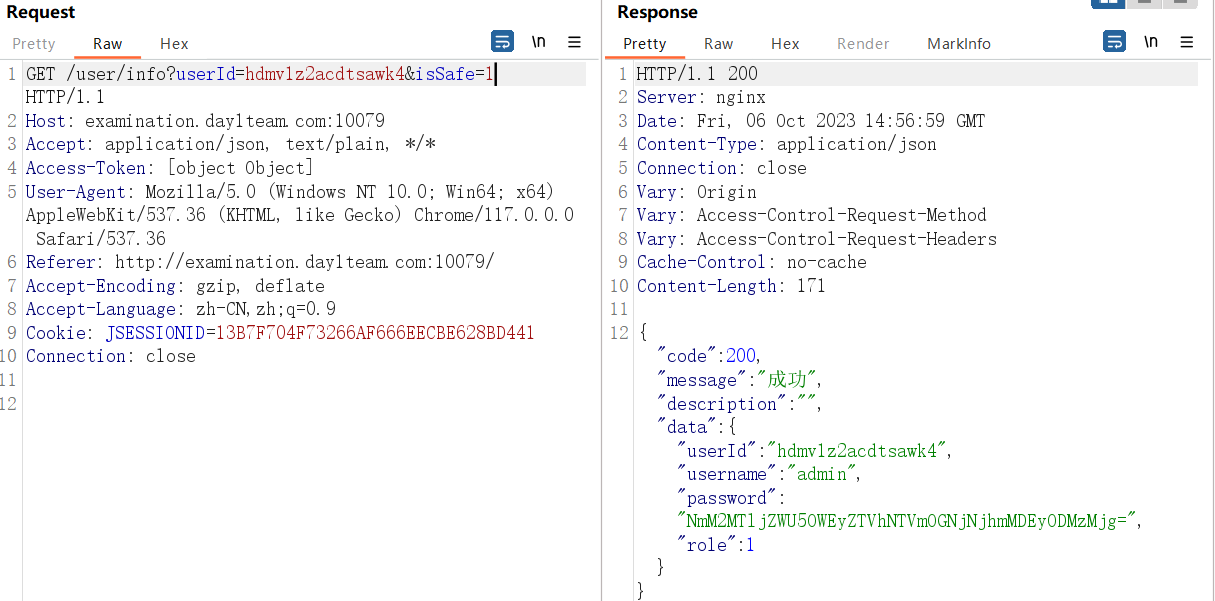 Request
Pretty Raw Hex \n
1 GET /user/info?userId=hdmvlz2acdtsawk4&isSafe=1
HTTP/1.1
2 Host: examination.day1team.com:10079
3 Accept: application/json, text/plain, */*
4 Access-Token: [object Object]
5 User-Agent: Mozilla/5.0 (Windows NT 10.0; Win64; x64)
AppleWebKit/537.36 (KHTML, like Gecko) Chrome/117.0.0.0
Safari/537.36
6 Referer: http://examination.day1team.com:10079/
7 Accept-Encoding: gzip, deflate
8 Accept-Language: zh-CN,zh;q=0.9
9 Cookie: JSESSIONID=13B7F704F73266AF666EECBE628BD441
10 Connection: close
11
12
Response
Pretty Raw Hex Render MarkInfo \n
1 HTTP/1.1 200
2 Server: nginx
3 Date: Fri, 06 Oct 2023 14:56:59 GMT
4 Content-Type: application/json
5 Connection: close
6 Vary: Origin
7 Vary: Access-Control-Request-Method
8 Vary: Access-Control-Request-Headers
9 Cache-Control: no-cache
10 Content-Length: 171
11
12 {
"code":200,
"message":"成功",
"description":"",
"data":{
"userId":"hdmvlz2acdtsawk4",
"username":"admin",
"password":
"NmM2MTljZWU5OWEyZTVhNTVmOGNjNjhmMDEyODMzMjg=",
"role":1
}
}